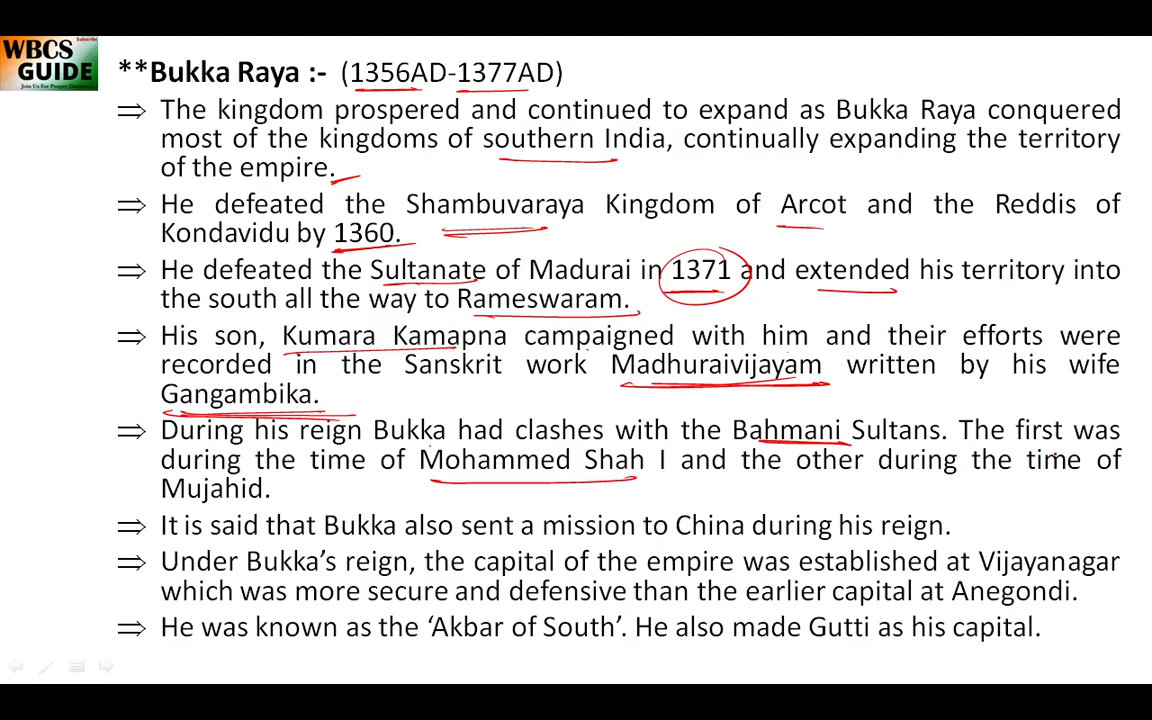 Subscribe
WBCS
GUIDE
Join Us For Proper Guidance
**Bukka Raya :- (1356AD-1377AD)
⇒ The kingdom prospered and continued to expand as Bukka Raya conquered
most of the kingdoms of southern India, continually expanding the territory
of the empire.
⇒ He defeated the Shambuvaraya Kingdom of Arcot and the Reddis of
Kondavidu by 1360.
⇒ He defeated the Sultanate of Madurai in 1371 and extended his territory into
the south all the way to Rameswaram.
⇒ His son, Kumara Kamapna campaigned with him and their efforts were
recorded in the Sanskrit work Madhuraivijayam written by his wife
Gangambika.
⇒ During his reign Bukka had clashes with the Bahmani Sultans. The first was
during the time of Mohammed Shah I and the other during the time of
Mujahid.
⇒ It is said that Bukka also sent a mission to China during his reign.
⇒ Under Bukka’s reign, the capital of the empire was established at Vijayanagar
which was more secure and defensive than the earlier capital at Anegondi.
⇒ He was known as the ‘Akbar of South’. He also made Gutti as his capital.